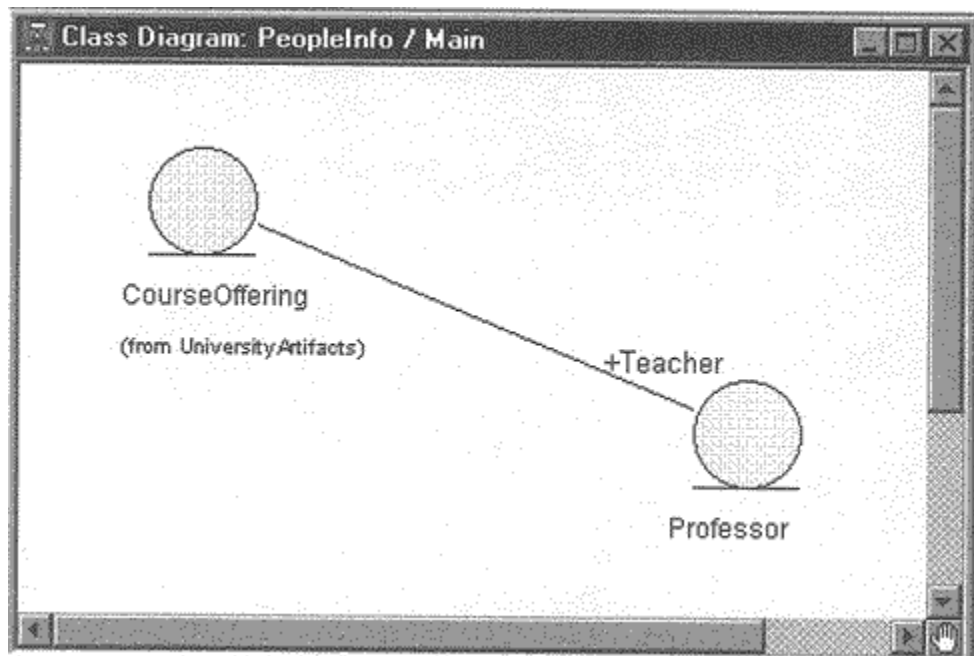 Class Diagram: PeopleInfo / Main
CourseOffering
(from UniversityArtifacts)
+Teacher
Professor